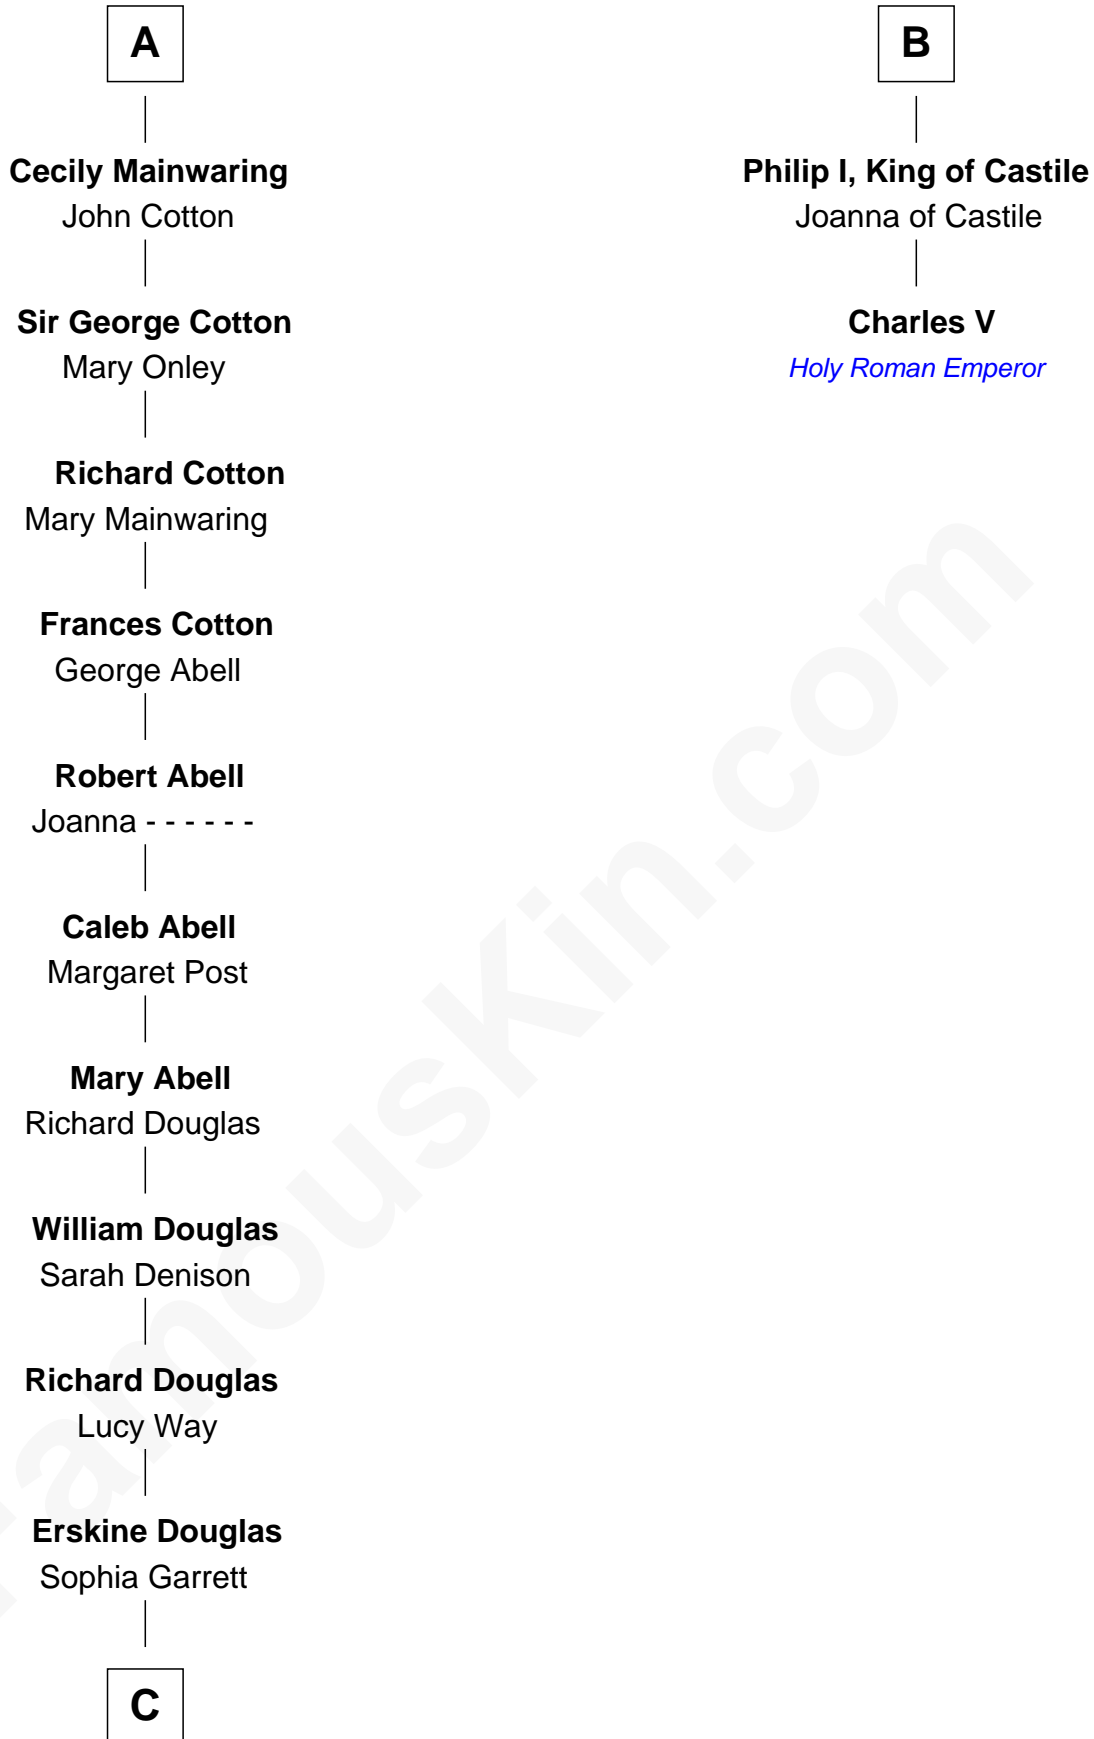 A
Cecily Mainwaring
John Cotton
Sir George Cotton
Mary Onley
Richard Cotton
Mary Mainwaring
Frances Cotton
George Abell
Robert Abell
Joanna - - - - - -
Caleb Abell
Margaret Post
Mary Abell
Richard Douglas
William Douglas
Sarah Denison
Richard Douglas
Lucy Way
Erskine Douglas
Sophia Garrett
C
B
Philip I, King of Castile
Joanna of Castile
Charles V
Holy Roman Emperor
FamousKin.com